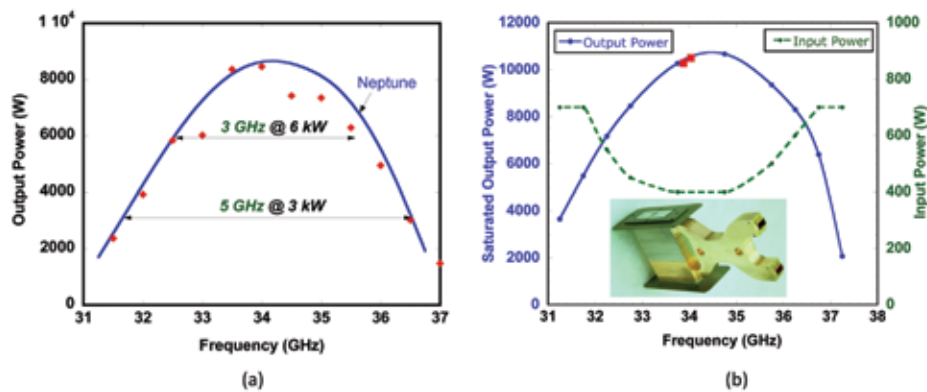 1 10⁴
8000
6000
4000
2000
0
Output Power (W)
Neptune
3 GHz @ 6 kW
5 GHz @ 3 kW
31 32 33 34 35 36 37
Frequency (GHz)
(a)
12000
10000
8000
6000
4000
2000
0
Saturated Output Power (W)
Output Power
Input Power
1000
800
600
400
200
0
Input Power (W)
31 32 33 34 35 36 37 38
Frequency (GHz)
(b)